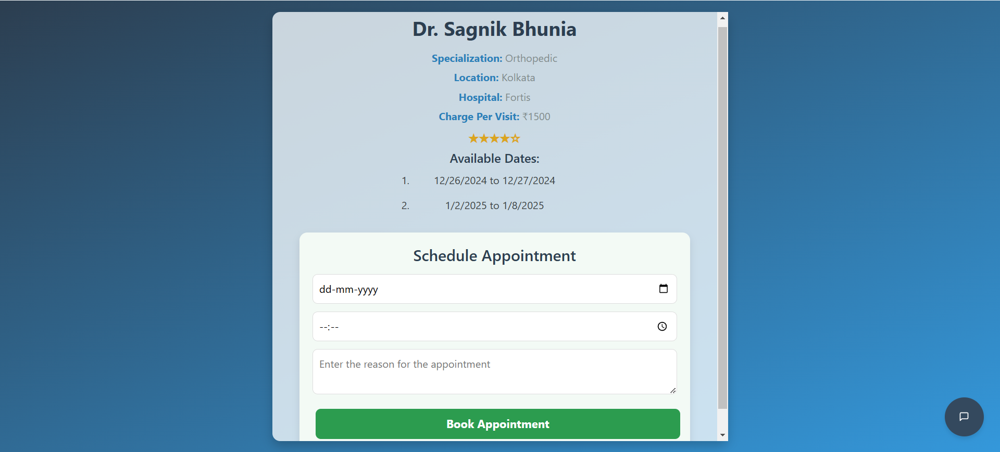 Dr. Sagnik Bhunia
Specialization: Orthopedic
Location: Kolkata
Hospital: Fortis
Charge Per Visit: ₹1500
★★★★☆
Available Dates:
1. 12/26/2024 to 12/27/2024
2. 1/2/2025 to 1/8/2025
Schedule Appointment
dd-mm-yyyy
--:--
Enter the reason for the appointment
Book Appointment